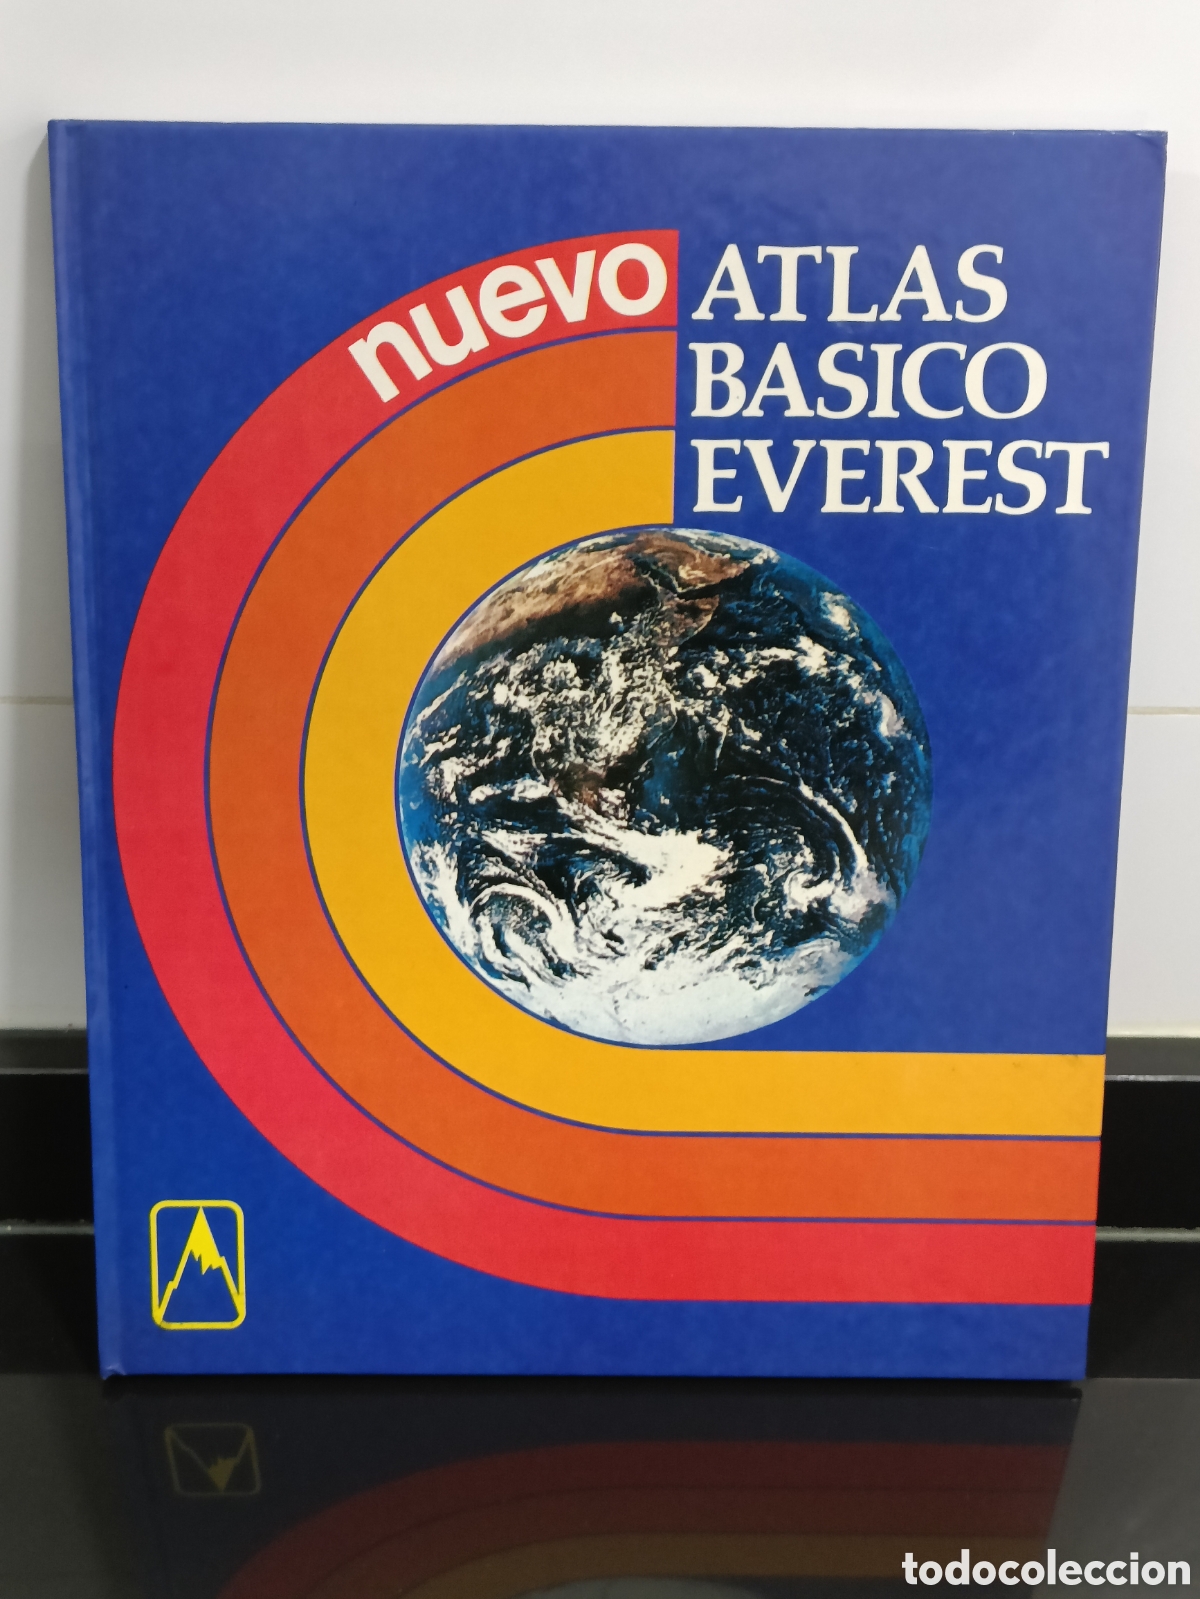 nuevo
ATLAS
BASICO
EVEREST
todocoleccion